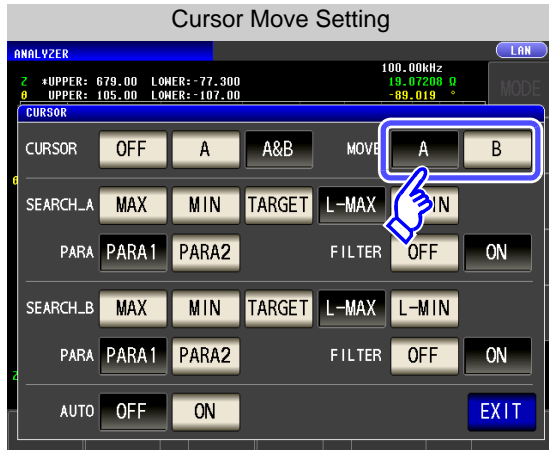 Cursor Move Setting
ANALYZER LAN
100.00kHz
Z *UPPER: 679.00 LOWER:-77.300 19.07208 Ω
θ UPPER: 105.00 LOWER:-107.00 -89.019 °
MODE
CURSOR
CURSOR OFF A A&B MOVE A B
θ
SEARCH_A MAX MIN TARGET L-MAX IN
PARA PARA1 PARA2 FILTER OFF ON
SEARCH_B MAX MIN TARGET L-MAX L-MIN
PARA PARA1 PARA2 FILTER OFF ON
Z
AUTO OFF ON EXIT